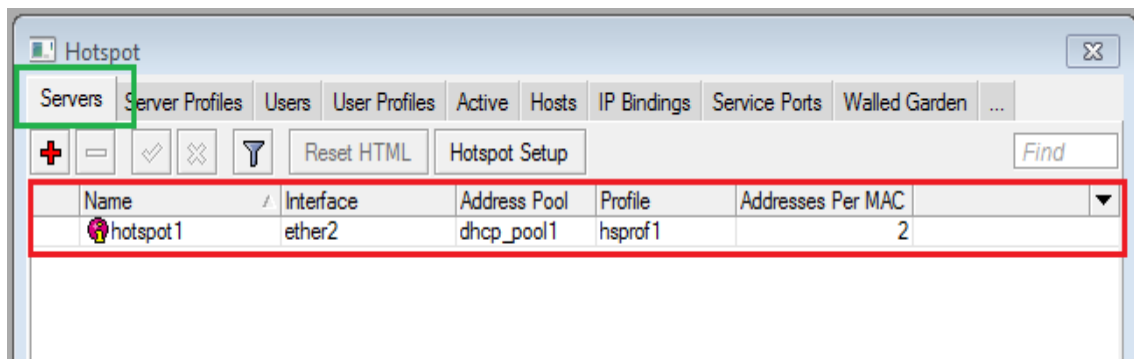 Hotspot
Servers Server Profiles Users User Profiles Active Hosts IP Bindings Service Ports Walled Garden ...
Reset HTML Hotspot Setup Find
Name Interface Address Pool Profile Addresses Per MAC
hotspot1 ether2 dhcp_pool1 hsprof1 2